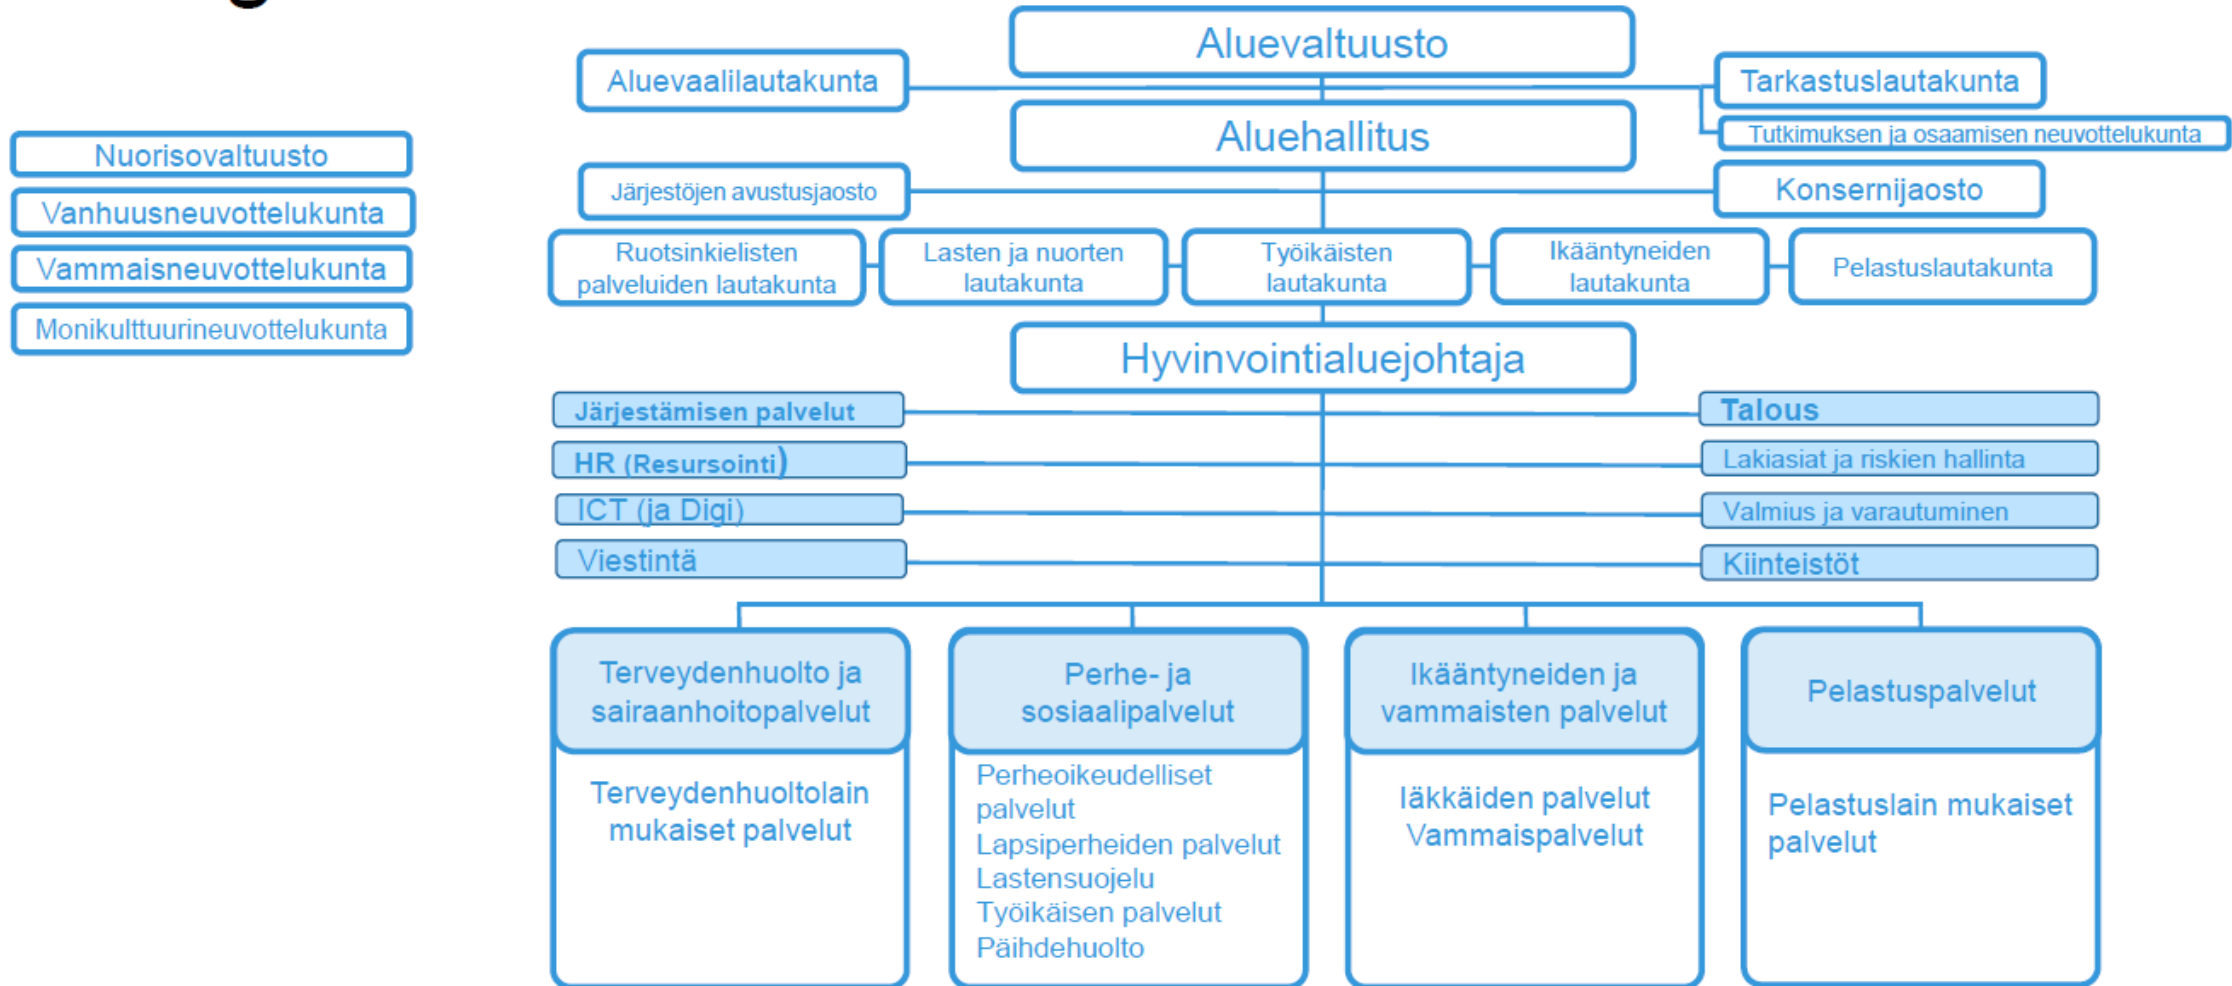 Aluevaltuusto
Aluevaalilautakunta
Tarkastuslautakunta
Tutkimuksen ja osaamisen neuvottelukunta
Aluehallitus
Nuorisovaltuusto
Vanhuusneuvottelukunta
Vammaisneuvottelukunta
Monikulttuurineuvottelukunta
Järjestöjen avustusjaosto
Konsernijaosto
Ruotsinkielisten
palveluiden lautakunta
Lasten ja nuorten
lautakunta
Työikäisten
lautakunta
Ikääntyneiden
lautakunta
Pelastuslautakunta
Hyvinvointialuejohtaja
Järjestämisen palvelut
Talous
HR (Resursointi)
Lakiasiat ja riskien hallinta
ICT (ja Digi)
Valmius ja varautuminen
Viestintä
Kiinteistöt
Terveydenhuolto ja
sairaanhoitopalvelut
Terveydenhuoltolain
mukaiset palvelut
Perhe- ja
sosiaalipalvelut
Perheoikeudelliset
palvelut
Lapsiperheiden palvelut
Lastensuojelu
Työikäisen palvelut
Päihdehuolto
Ikääntyneiden ja
vammaisten palvelut
Iäkkäiden palvelut
Vammaispalvelut
Pelastuspalvelut
Pelastuslain mukaiset
palvelut